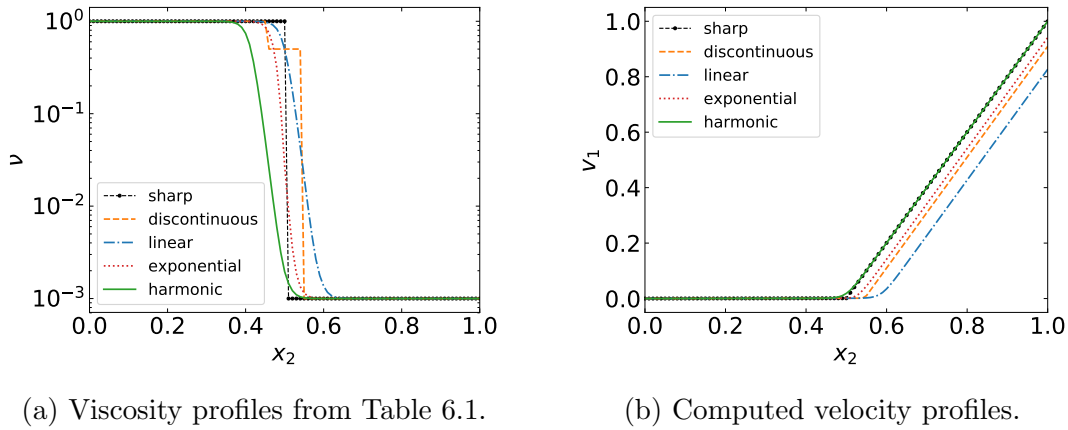 10⁰
10⁻¹
10⁻²
10⁻³
ν
sharp
discontinuous
linear
exponential
harmonic
0.0 0.2 0.4 0.6 0.8 1.0
x₂
(a) Viscosity profiles from Table 6.1.
1.0
0.8
0.6
0.4
0.2
0.0
v₁
sharp
discontinuous
linear
exponential
harmonic
0.0 0.2 0.4 0.6 0.8 1.0
x₂
(b) Computed velocity profiles.